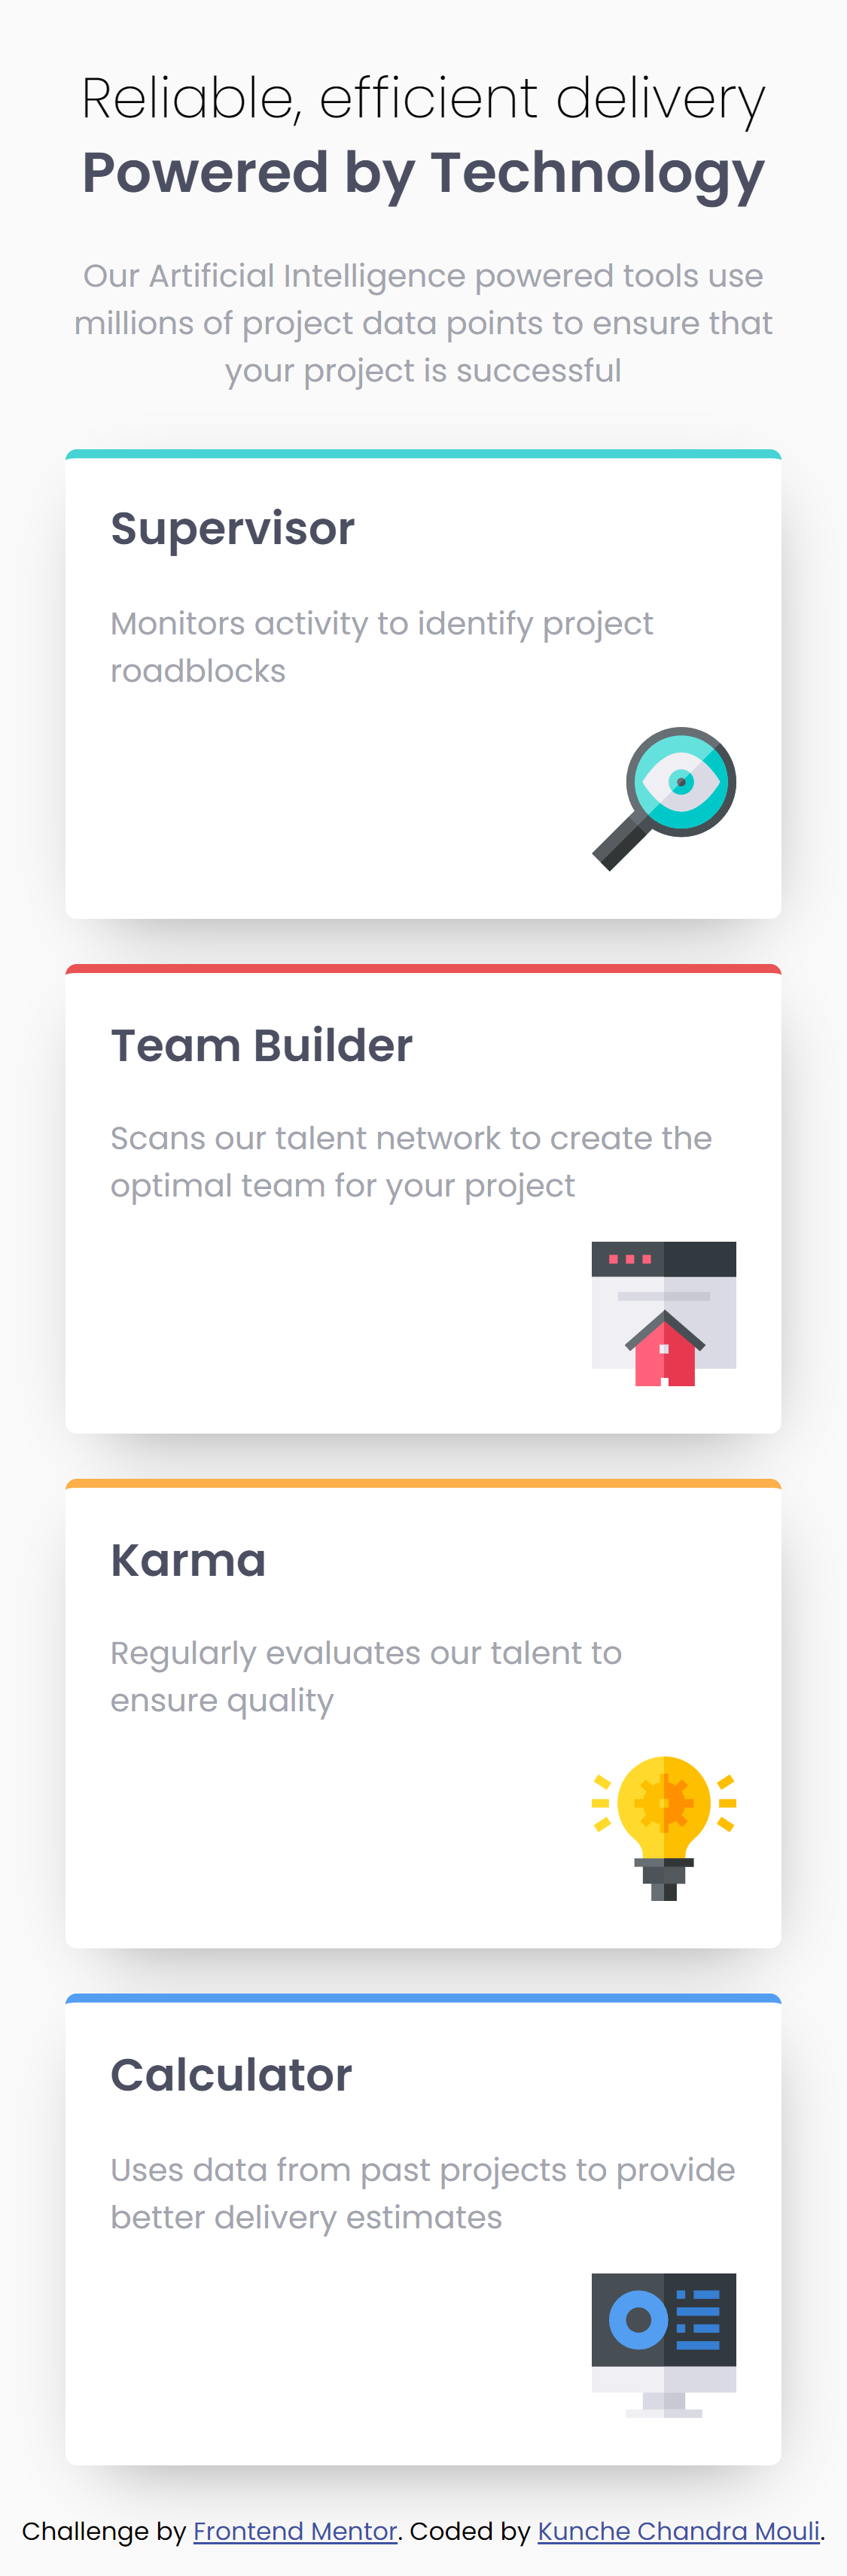 Reliable, efficient delivery
Powered by Technology
Our Artificial Intelligence powered tools use
millions of project data points to ensure that
your project is successful
Supervisor
Monitors activity to identify project
roadblocks
Team Builder
Scans our talent network to create the
optimal team for your project
Karma
Regularly evaluates our talent to
ensure quality
Calculator
Uses data from past projects to provide
better delivery estimates
Challenge by Frontend Mentor. Coded by Kunche Chandra Mouli.